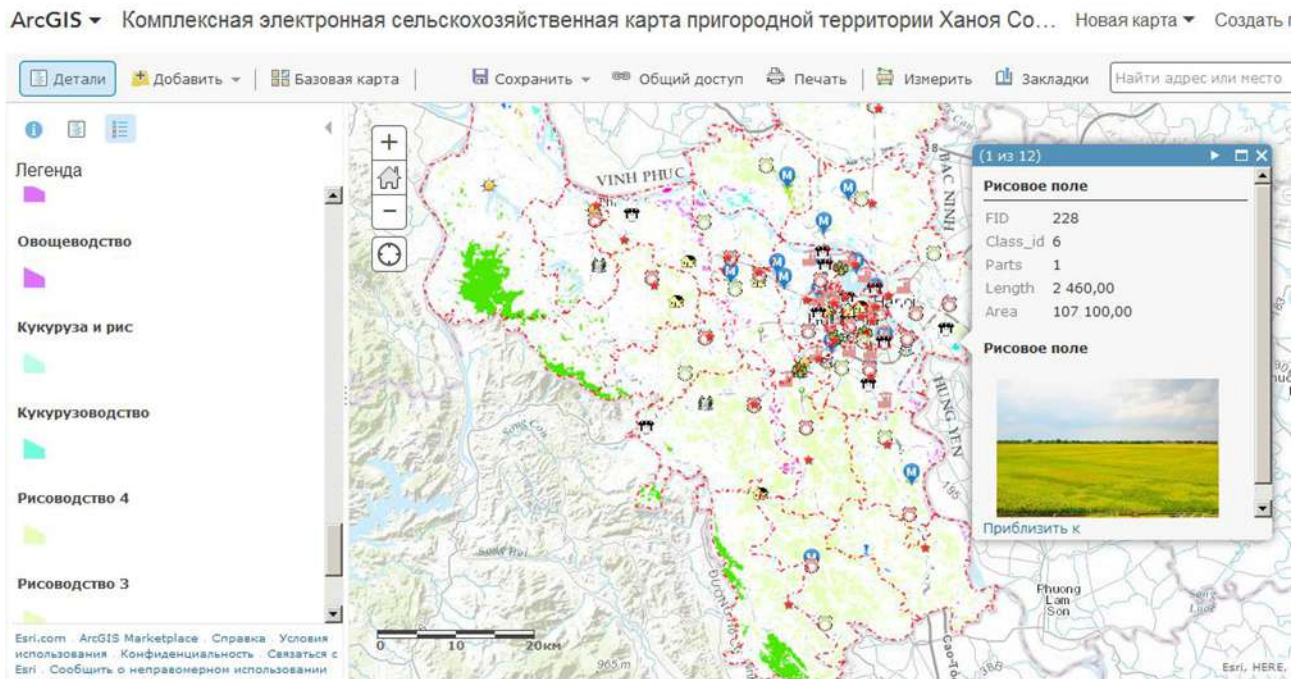 ArcGIS Комплексная электронная сельскохозяйственная карта пригородной территории Ханоя Со... Новая карта Создать
Детали Добавить Базовая карта Сохранить Общий доступ Печать Измерить Закладки Найти адрес или место
Легенда
Овощеводство
Кукуруза и рис
Кукурузоводство
Рисоводство 4
Рисоводство 3
Esri.com . ArcGIS Marketplace . Справка . Условия
использования . Конфиденциальность . Связаться с
Esri . Сообщить о неправомерном использовании
VINH PHUC
BAC NINH
HUNG YEN
195
Phuong
Lam
Son
965 m
0 10 20км
(1 из 12)
Рисовое поле
FID 228
Class_id 6
Parts 1
Length 2 460,00
Area 107 100,00
Рисовое поле
Приблизить к
Esri, HERE,